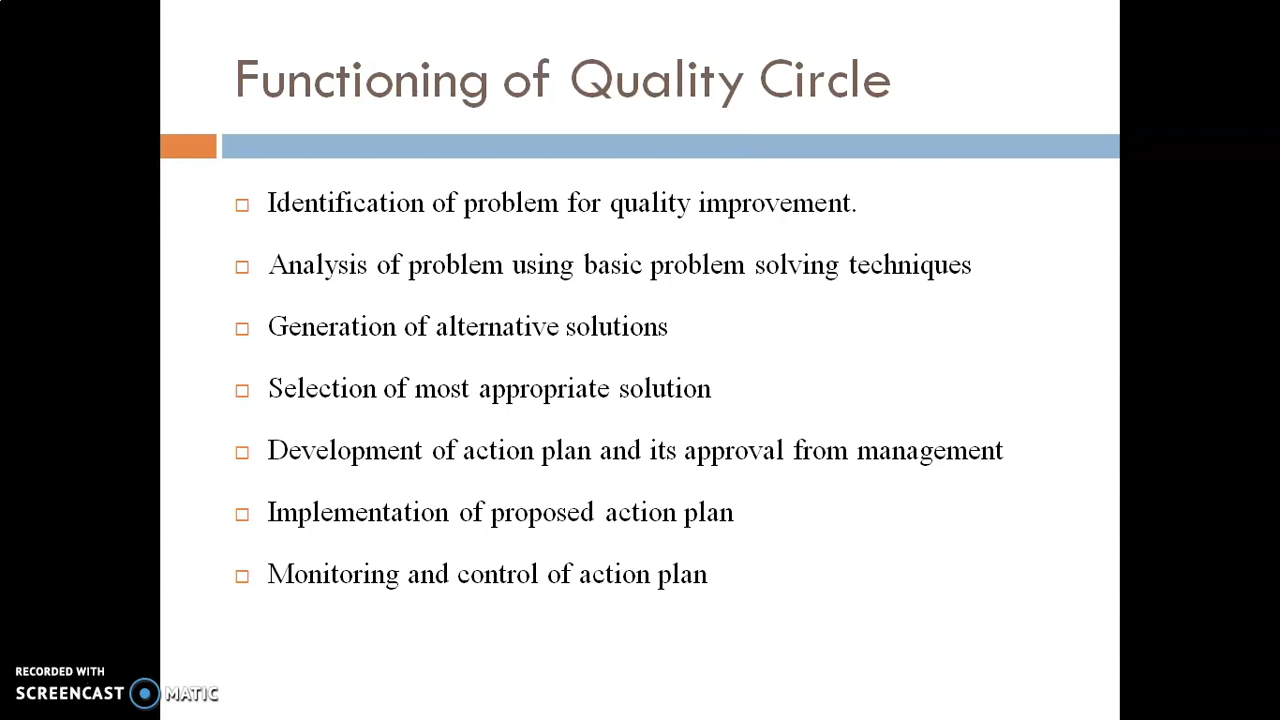 Functioning of Quality Circle
Identification of problem for quality improvement.
Analysis of problem using basic problem solving techniques
Generation of alternative solutions
Selection of most appropriate solution
Development of action plan and its approval from management
Implementation of proposed action plan
Monitoring and control of action plan
RECORDED WITH
SCREENCAST MATIC